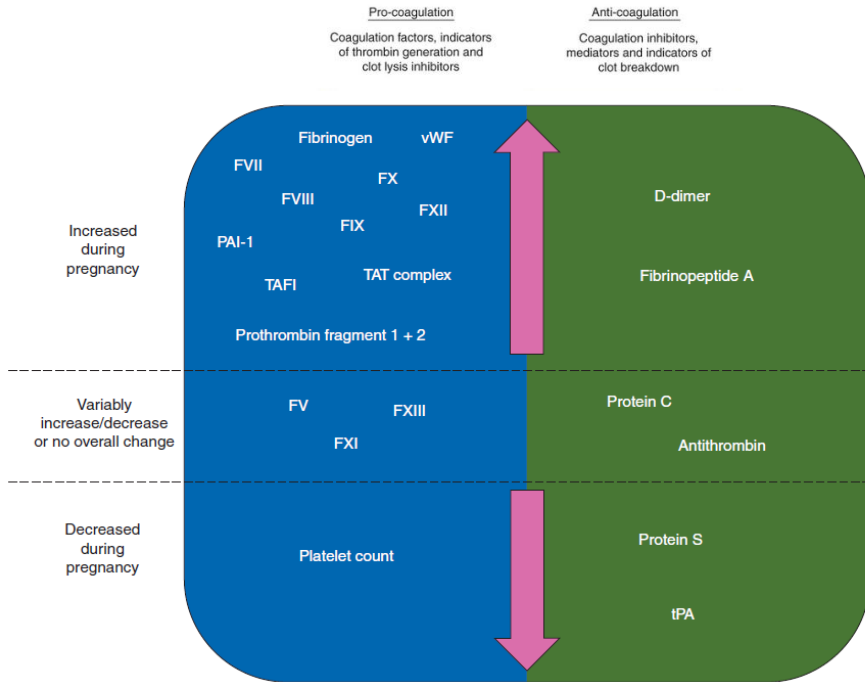 Pro-coagulation
Anti-coagulation
Coagulation factors, indicators
of thrombin generation and
clot lysis inhibitors
Coagulation inhibitors,
mediators and indicators of
clot breakdown
Increased
during
pregnancy
Fibrinogen
vWF
FVII
FX
FVIII
FXII
FIX
PAI-1
TAFI
TAT complex
Prothrombin fragment 1 + 2
D-dimer
Fibrinopeptide A
Variably
increase/decrease
or no overall change
FV
FXIII
FXI
Protein C
Antithrombin
Decreased
during
pregnancy
Platelet count
Protein S
tPA